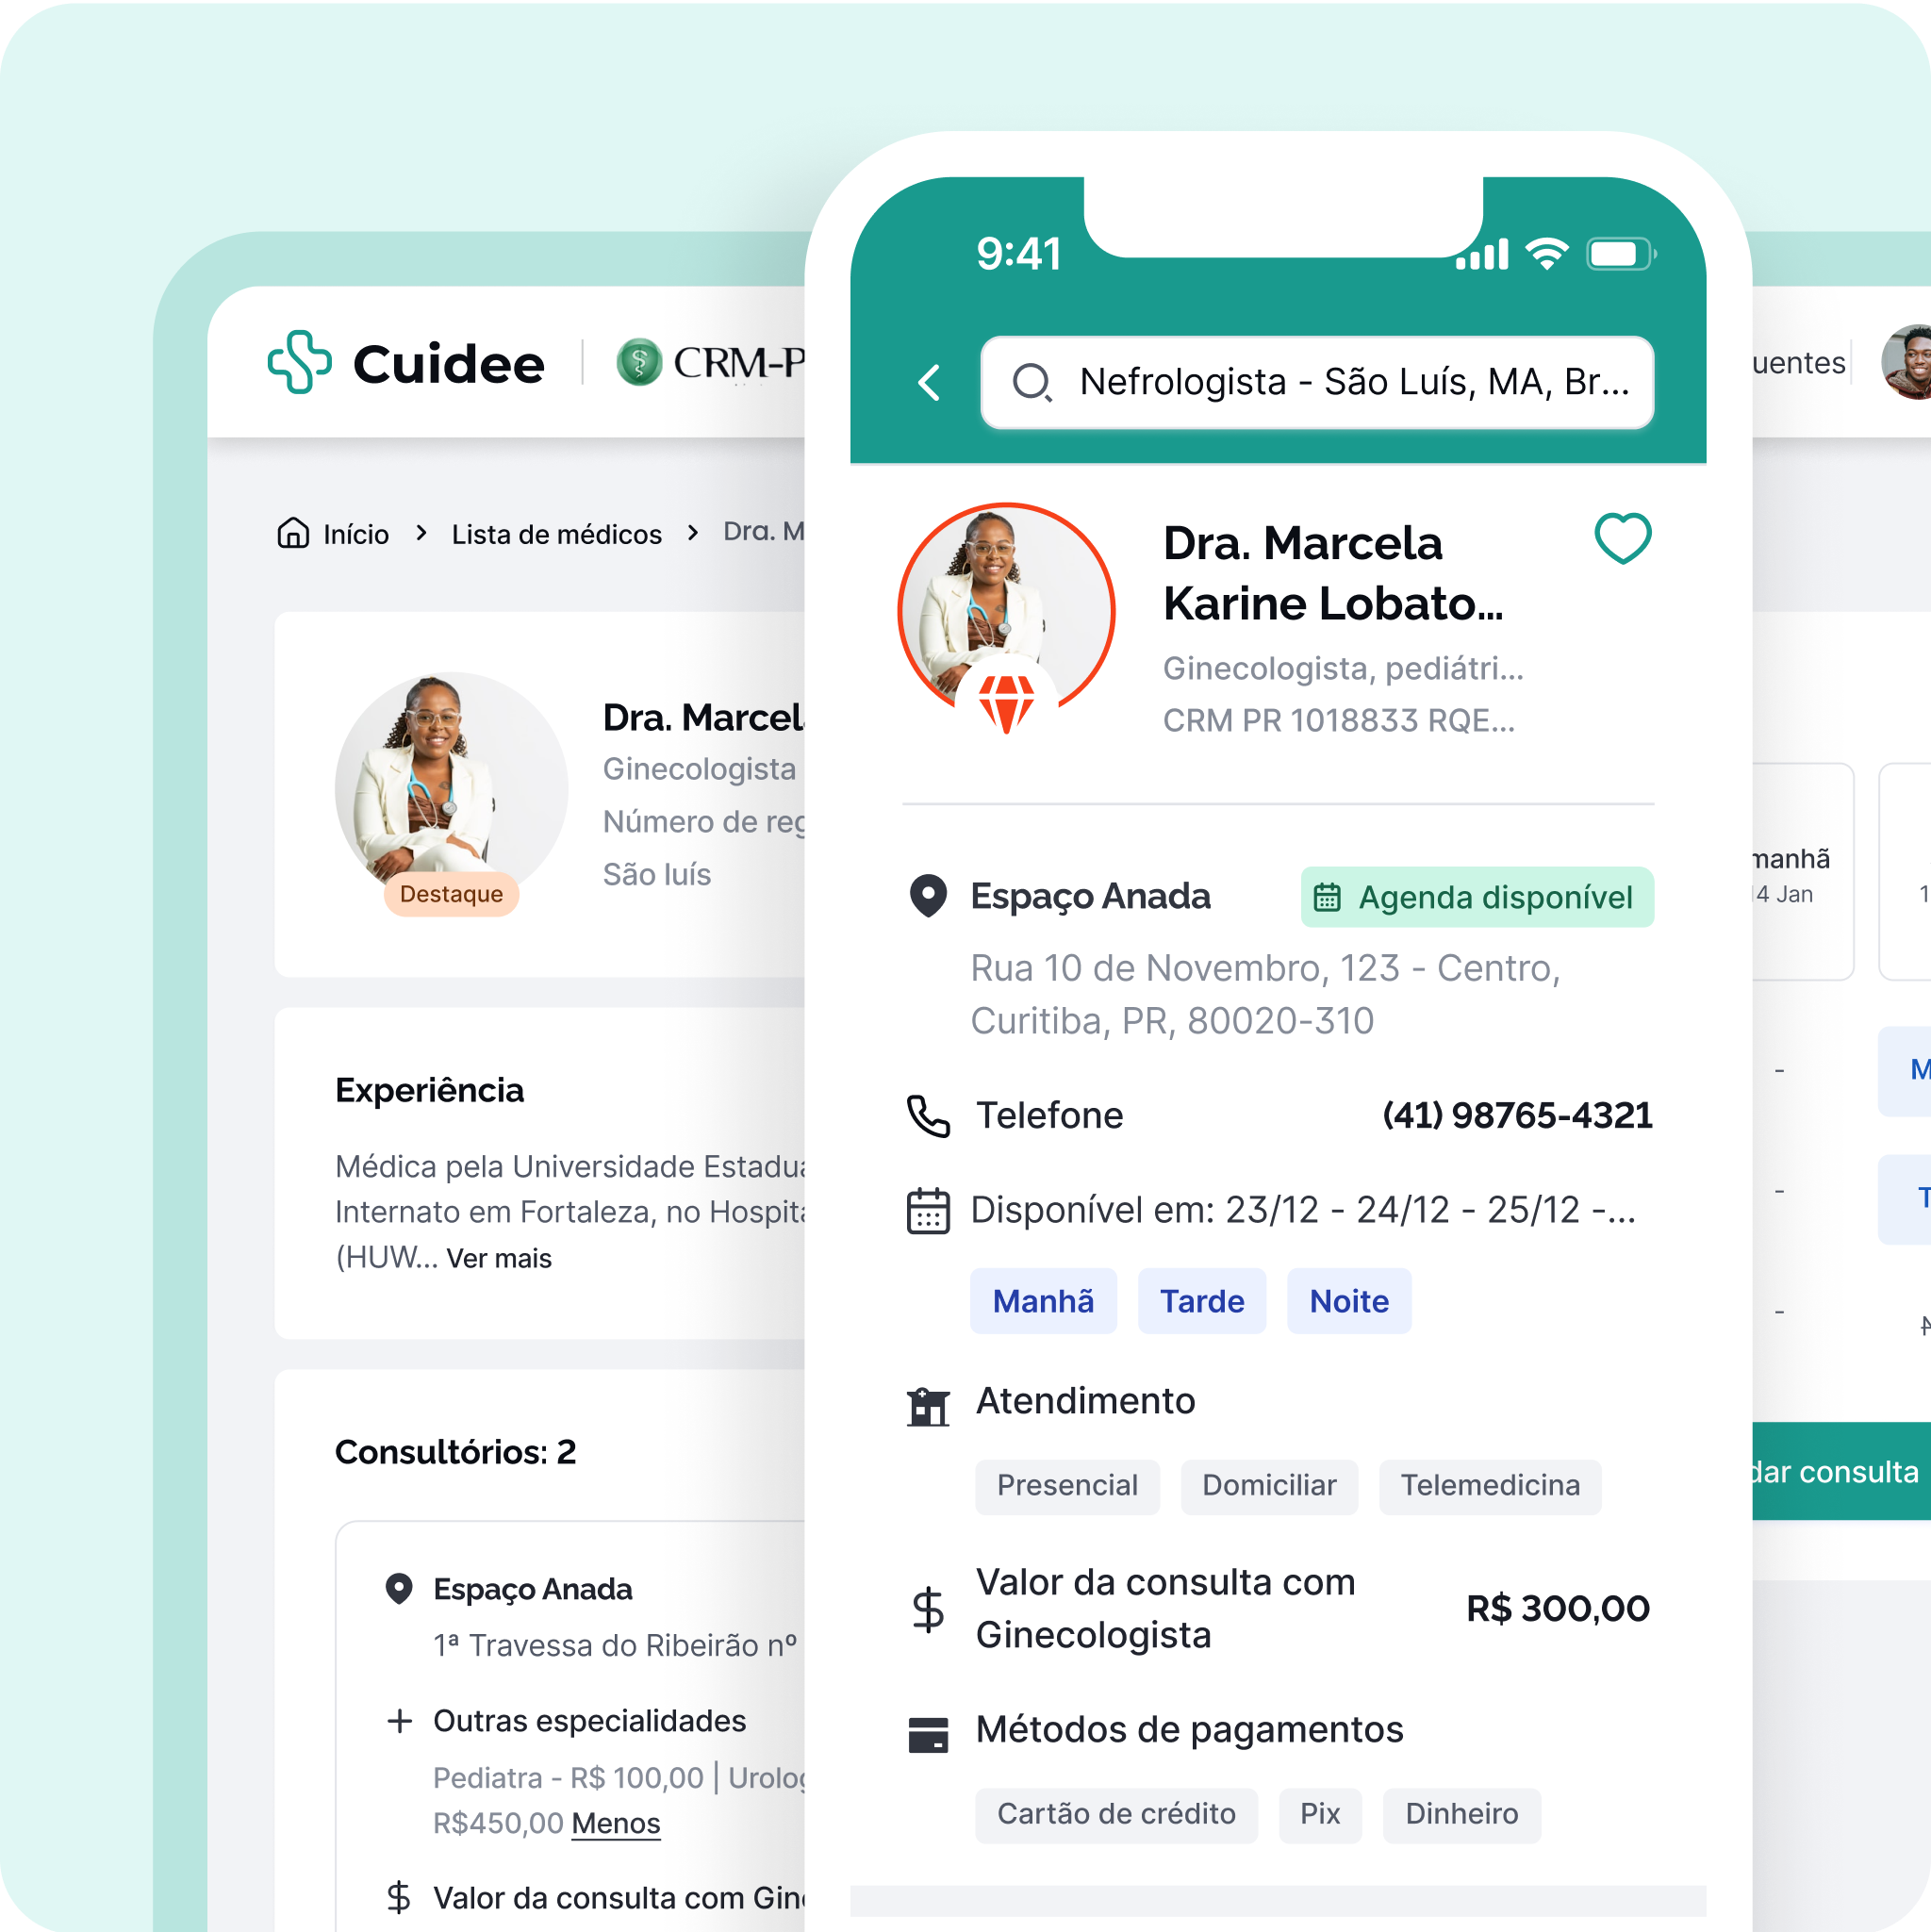 Cuidee
CRM-P
Início > Lista de médicos > Dra. M
Dra. Marcel
Ginecologista
Número de reg
São luís
Destaque
Experiência
Médica pela Universidade Estadua
Internato em Fortaleza, no Hospita
(HUW... Ver mais
Consultórios: 2
Espaço Anada
1ª Travessa do Ribeirão nº
Outras especialidades
Pediatra - R$ 100,00 | Urolog
R$450,00 Menos
Valor da consulta com Gin
9:41
Nefrologista - São Luís, MA, Br...
Dra. Marcela
Karine Lobato...
Ginecologista, pediátri...
CRM PR 1018833 RQE...
Espaço Anada
Agenda disponível
Rua 10 de Novembro, 123 - Centro,
Curitiba, PR, 80020-310
Telefone
(41) 98765-4321
Disponível em: 23/12 - 24/12 - 25/12 -...
Manhã Tarde Noite
Atendimento
Presencial Domiciliar Telemedicina
Valor da consulta com
Ginecologista
R$ 300,00
Métodos de pagamentos
Cartão de crédito Pix Dinheiro
uentes
manhã
14 Jan
1
-
M
-
T
-
dar consulta